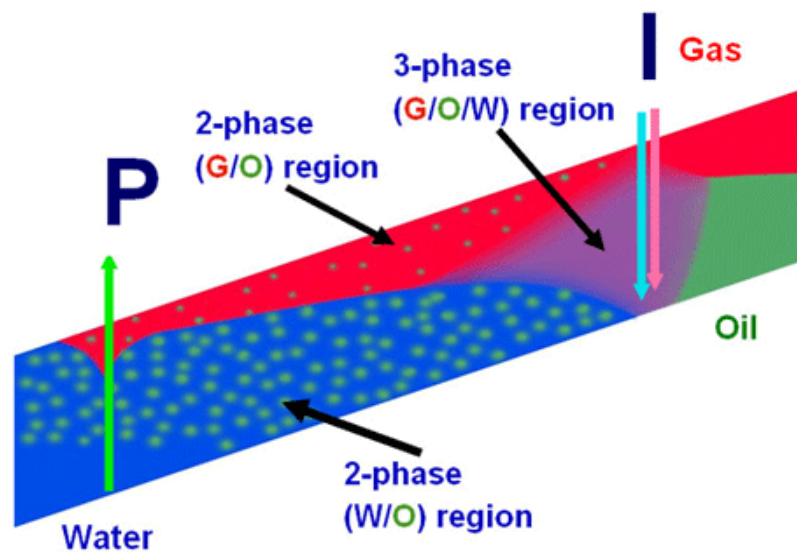 I Gas
3-phase
(G/O/W) region
2-phase
(G/O) region
P
Oil
2-phase
(W/O) region
Water